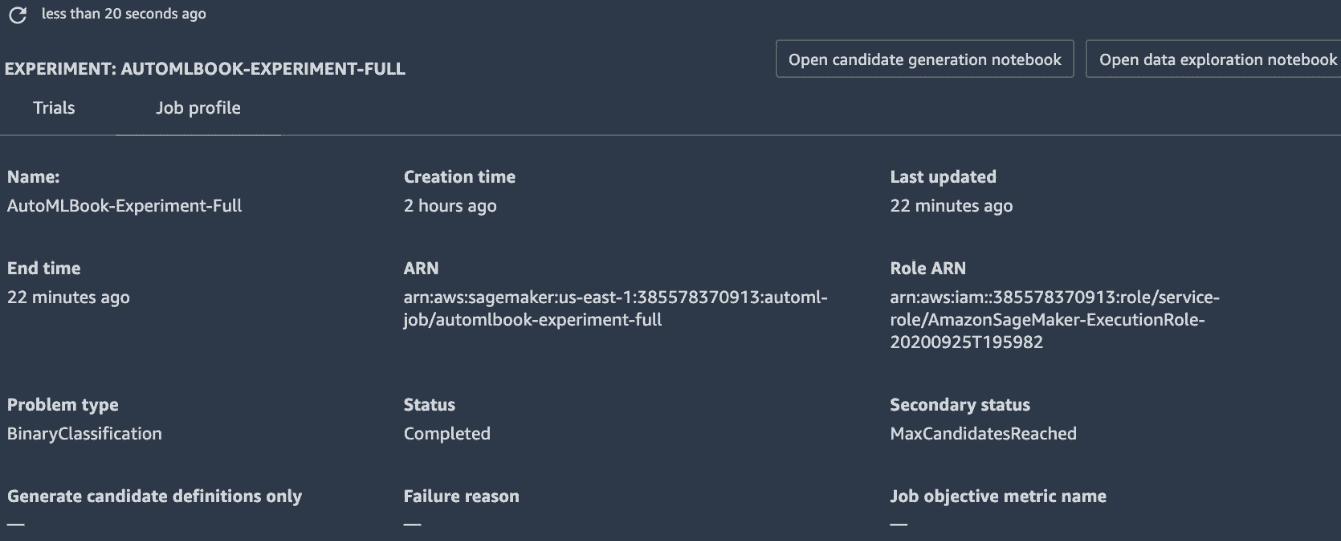 less than 20 seconds ago
Open candidate generation notebook
Open data exploration notebook
EXPERIMENT: AUTOMLBOOK-EXPERIMENT-FULL
Trials
Job profile
Name:
Creation time
Last updated
AutoMLBook-Experiment-Full
2 hours ago
22 minutes ago
End time
ARN
Role ARN
22 minutes ago
arn:aws:sagemaker:us-east-1:385578370913:automl-
job/automlbook-experiment-full
arn:aws:iam::385578370913:role/service-
role/AmazonSageMaker-ExecutionRole-
20200925T195982
Problem type
Status
Secondary status
BinaryClassification
Completed
MaxCandidatesReached
Generate candidate definitions only
Failure reason
Job objective metric name
—
—
—